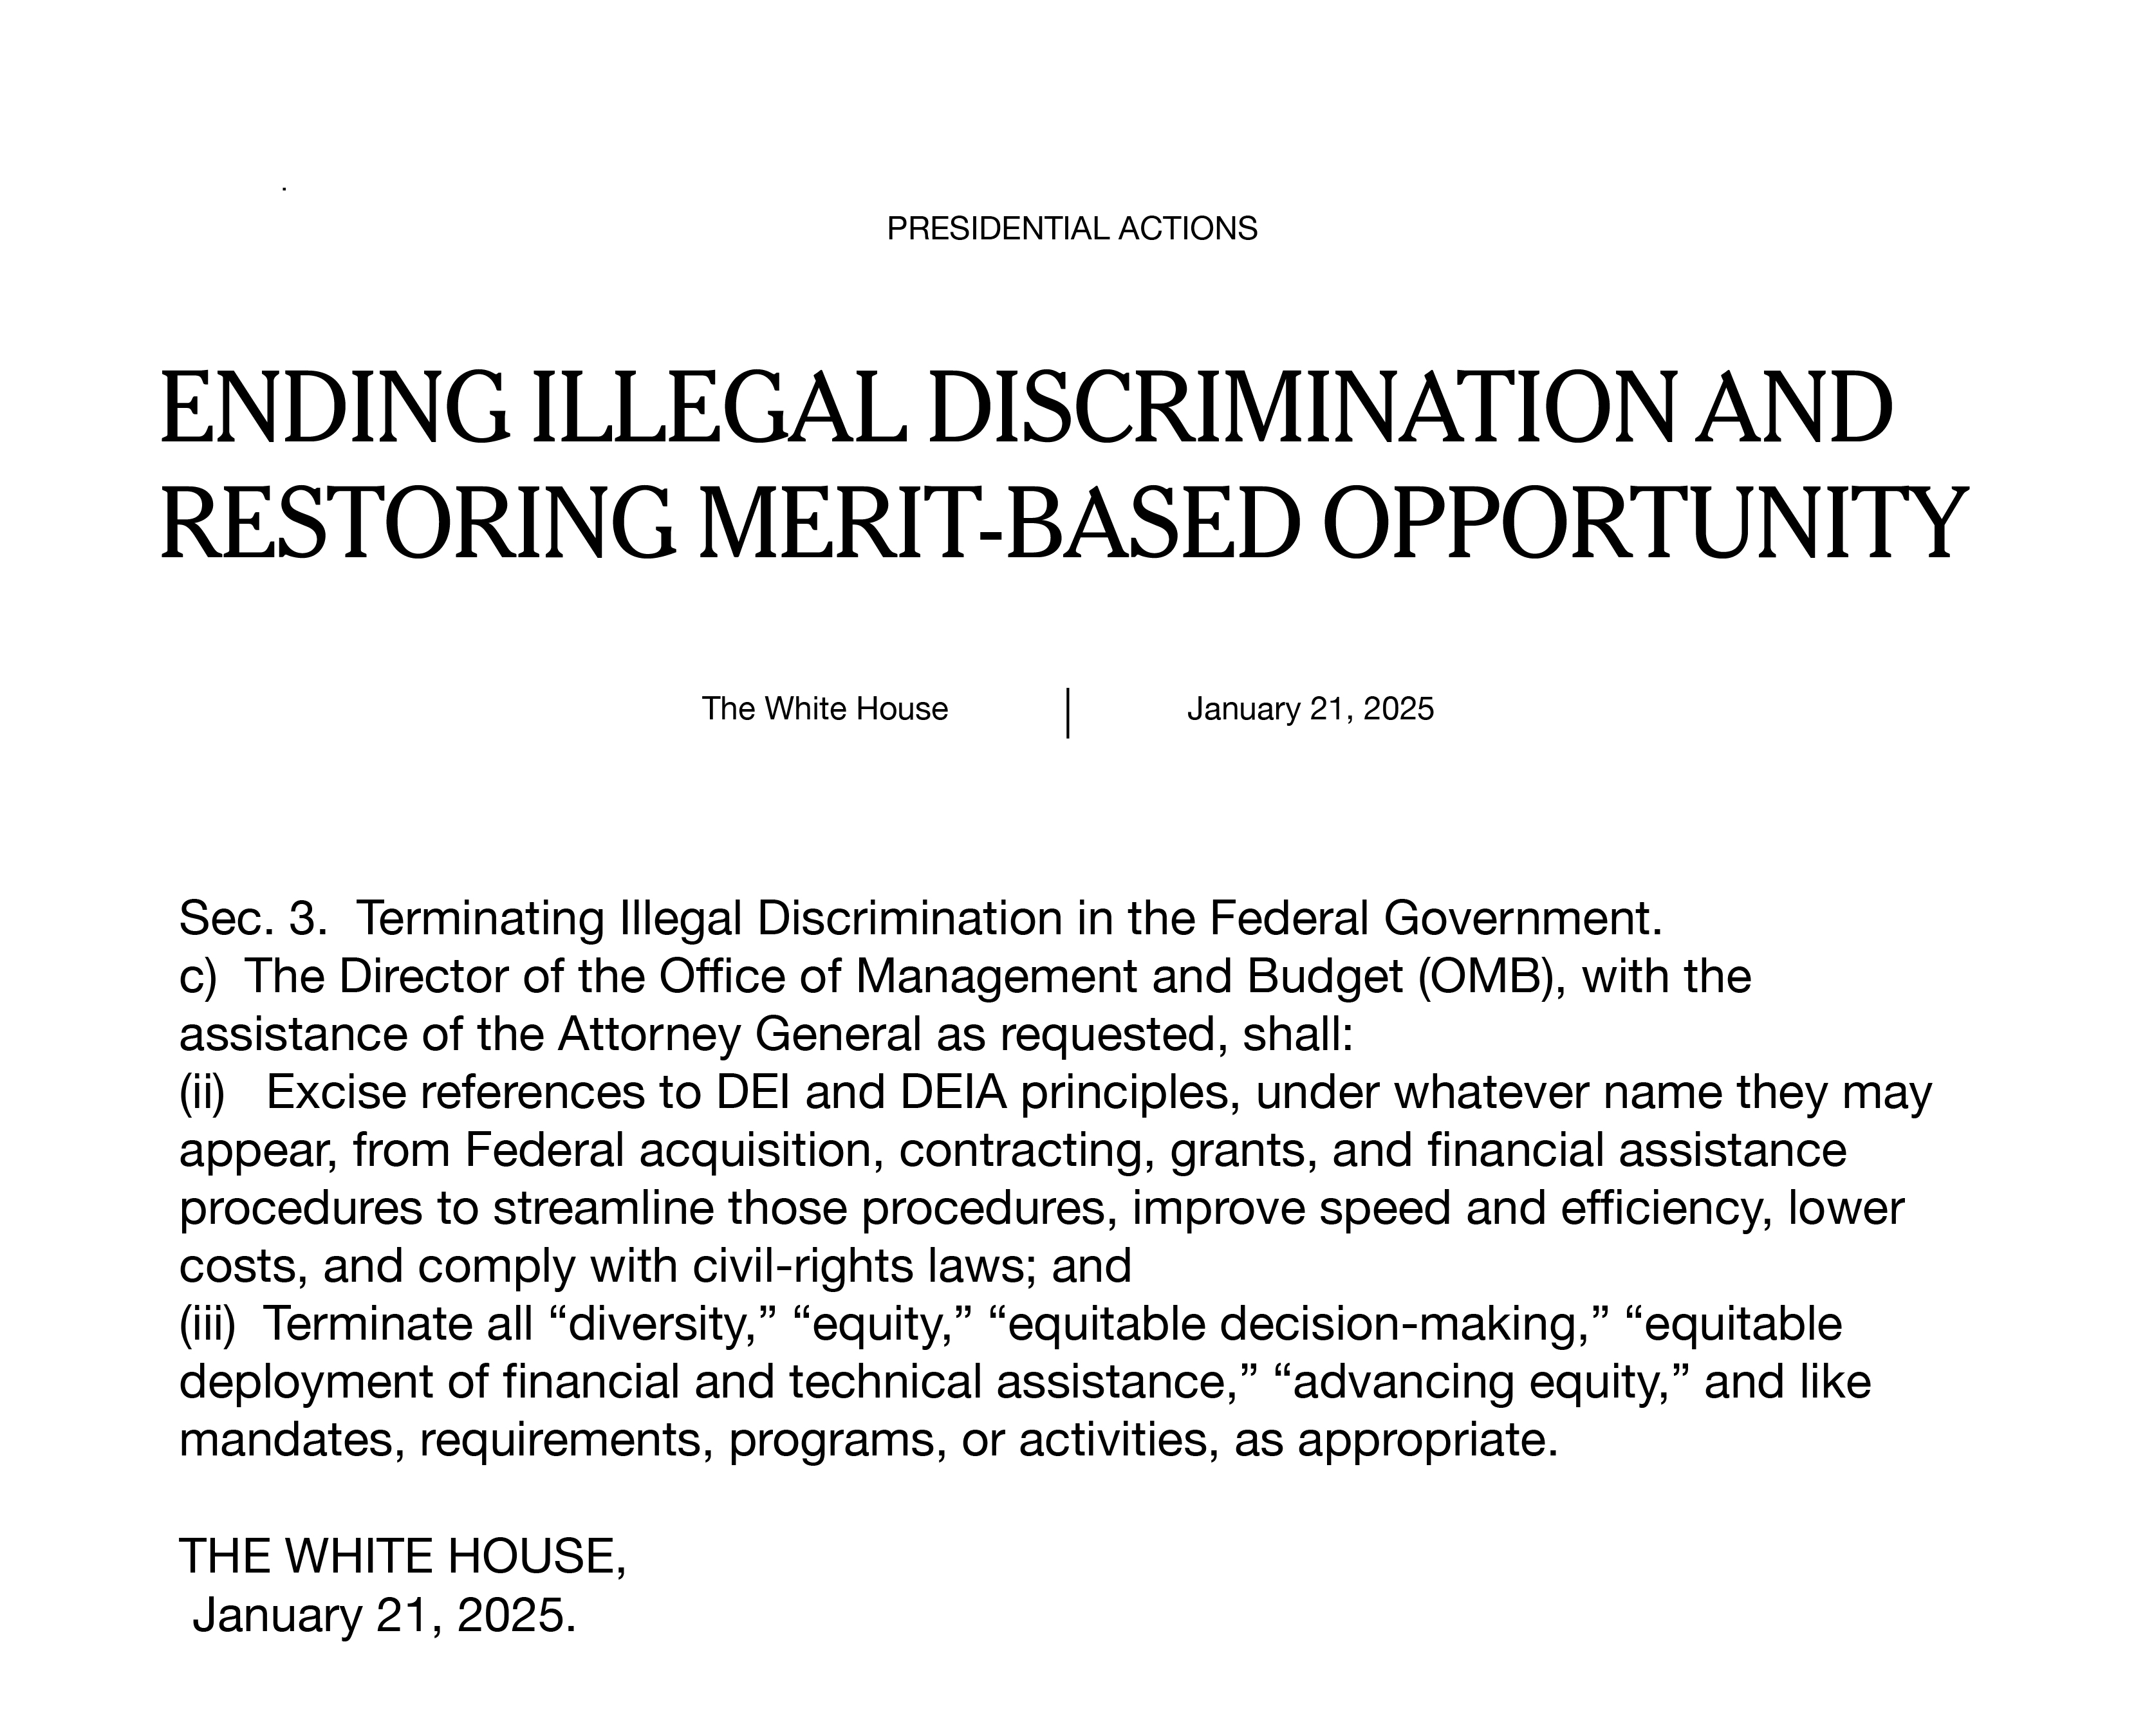 PRESIDENTIAL ACTIONS
ENDING ILLEGAL DISCRIMINATION AND
RESTORING MERIT-BASED OPPORTUNITY
The White House | January 21, 2025
Sec. 3.  Terminating Illegal Discrimination in the Federal Government.
c)  The Director of the Office of Management and Budget (OMB), with the
assistance of the Attorney General as requested, shall:
(ii)   Excise references to DEI and DEIA principles, under whatever name they may
appear, from Federal acquisition, contracting, grants, and financial assistance
procedures to streamline those procedures, improve speed and efficiency, lower
costs, and comply with civil-rights laws; and
(iii)  Terminate all “diversity,” “equity,” “equitable decision-making,” “equitable
deployment of financial and technical assistance,” “advancing equity,” and like
mandates, requirements, programs, or activities, as appropriate.
THE WHITE HOUSE,
January 21, 2025.